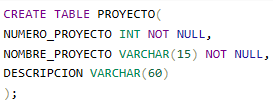 CREATE TABLE PROYECTO(
NUMERO_PROYECTO INT NOT NULL,
NOMBRE_PROYECTO VARCHAR(15) NOT NULL,
DESCRIPCION VARCHAR(60)
);